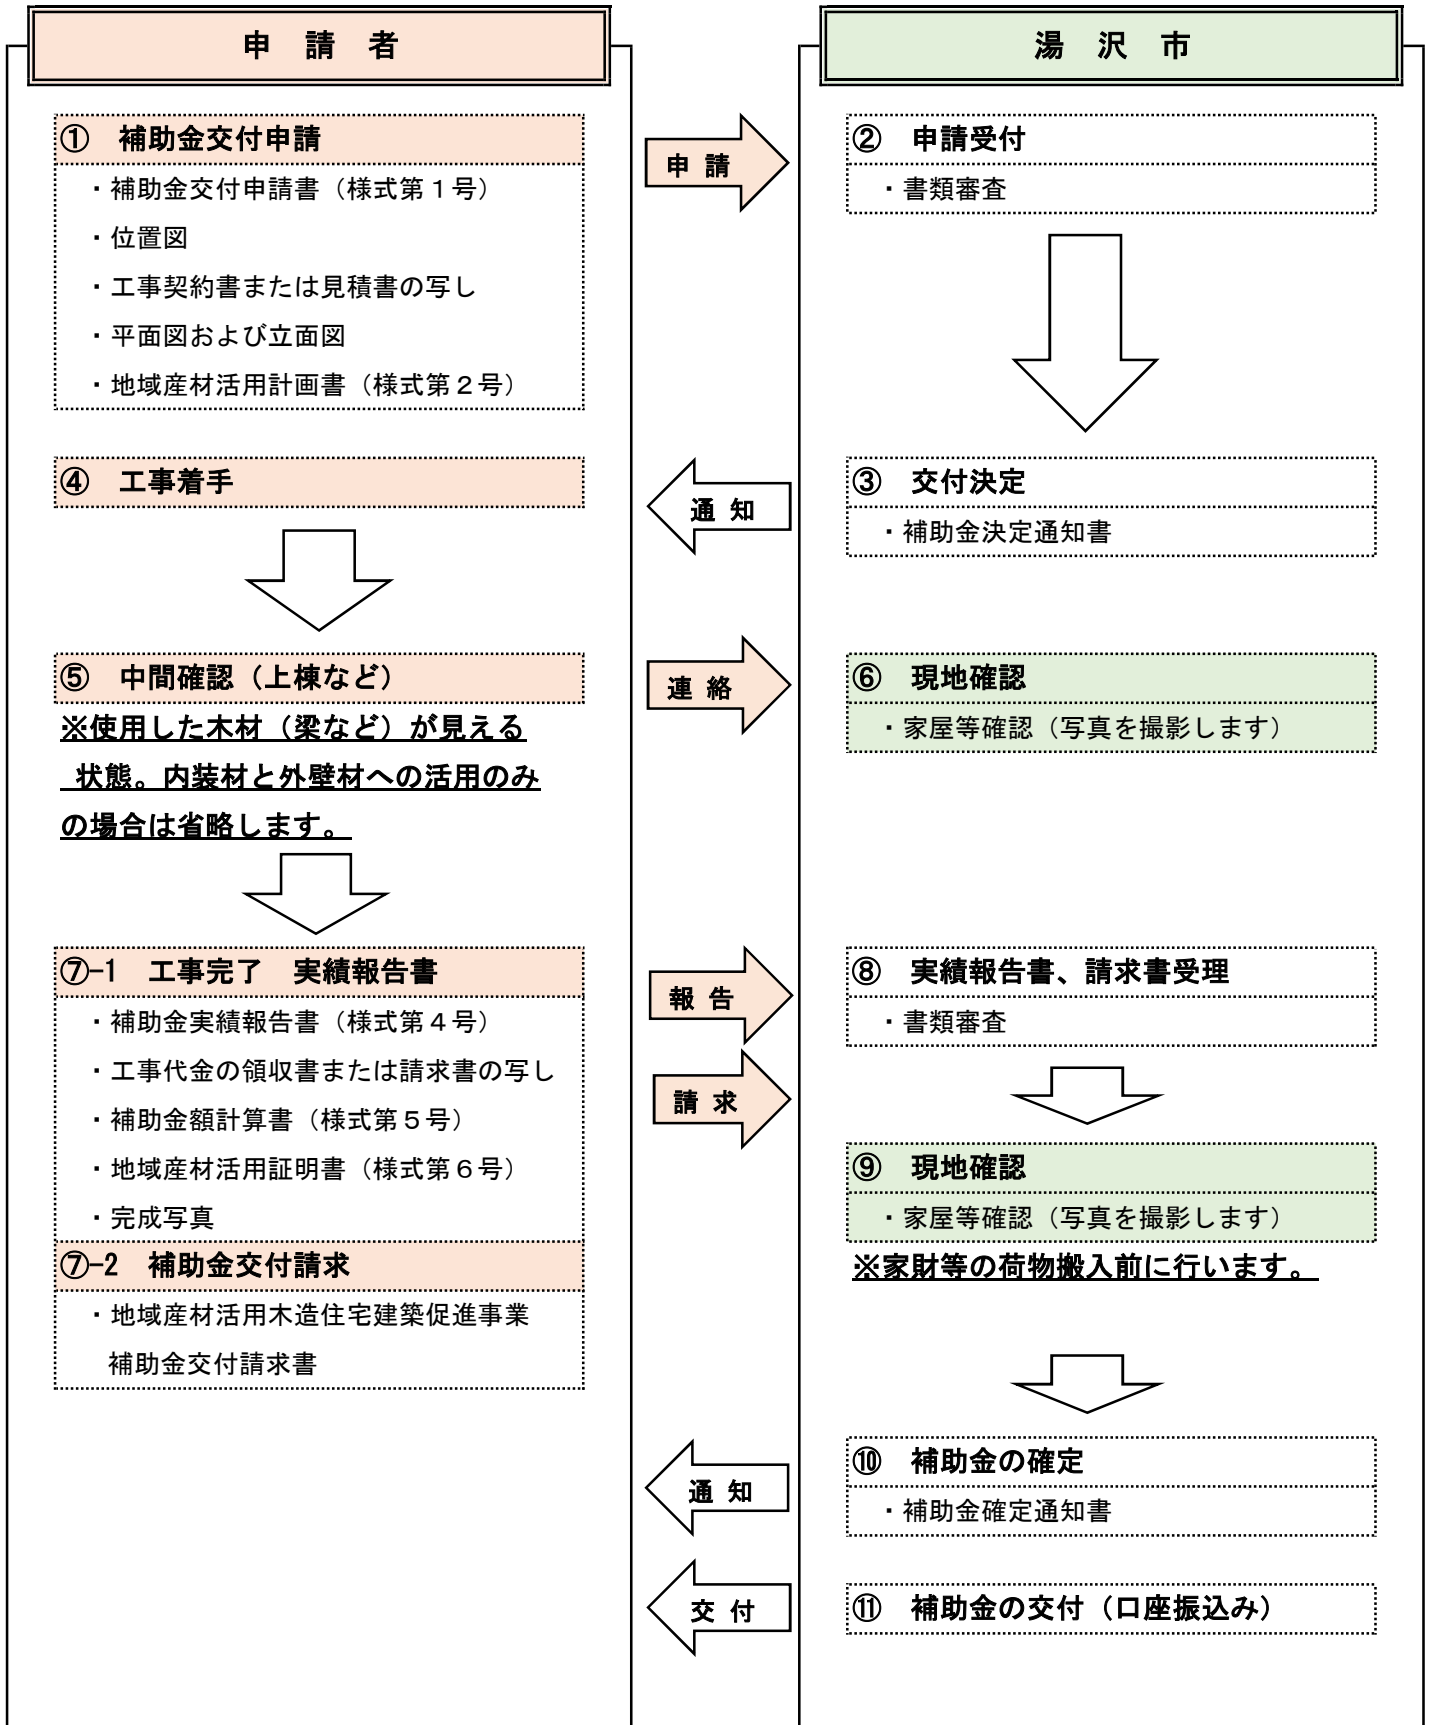 申　請　者
湯　沢　市
①　補助金交付申請
・補助金交付申請書（様式第１号）
・位置図
・工事契約書または見積書の写し
・平面図および立面図
・地域産材活用計画書（様式第２号）
申 請
②　申請受付
・書類審査
④　工事着手
通 知
③　交付決定
・補助金決定通知書
⑤　中間確認（上棟など）
※使用した木材（梁など）が見える
状態。内装材と外壁材への活用のみ
の場合は省略します。
連 絡
⑥　現地確認
・家屋等確認（写真を撮影します）
⑦-1　工事完了　実績報告書
・補助金実績報告書（様式第４号）
・工事代金の領収書または請求書の写し
・補助金額計算書（様式第５号）
・地域産材活用証明書（様式第６号）
・完成写真
⑦-2　補助金交付請求
・地域産材活用木造住宅建築促進事業
補助金交付請求書
報 告
請 求
⑧　実績報告書、請求書受理
・書類審査
⑨　現地確認
・家屋等確認（写真を撮影します）
※家財等の荷物搬入前に行います。
通 知
⑩　補助金の確定
・補助金確定通知書
交 付
⑪　補助金の交付（口座振込み）